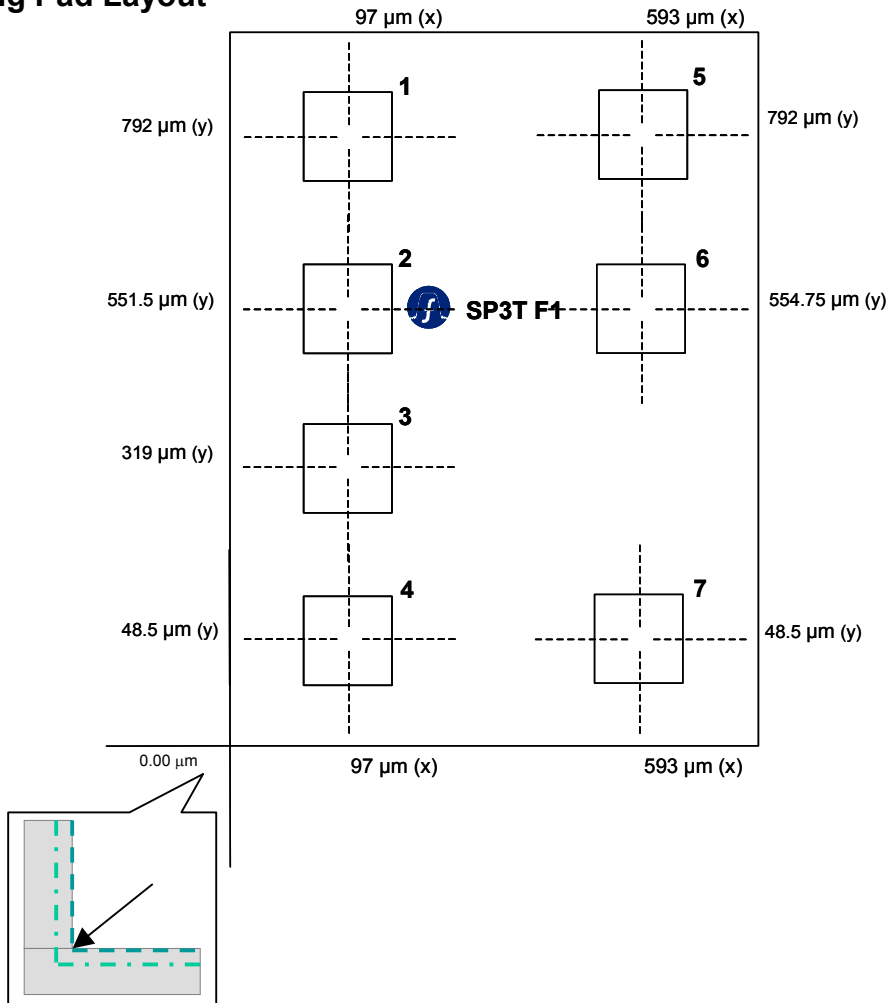 g Pad Layout
97 µm (x) 593 µm (x)
1 5
792 µm (y) 792 µm (y)
2 6
551.5 µm (y) SP3T F1 554.75 µm (y)
3
319 µm (y)
4 7
48.5 µm (y) 48.5 µm (y)
0.00 µm 97 µm (x) 593 µm (x)